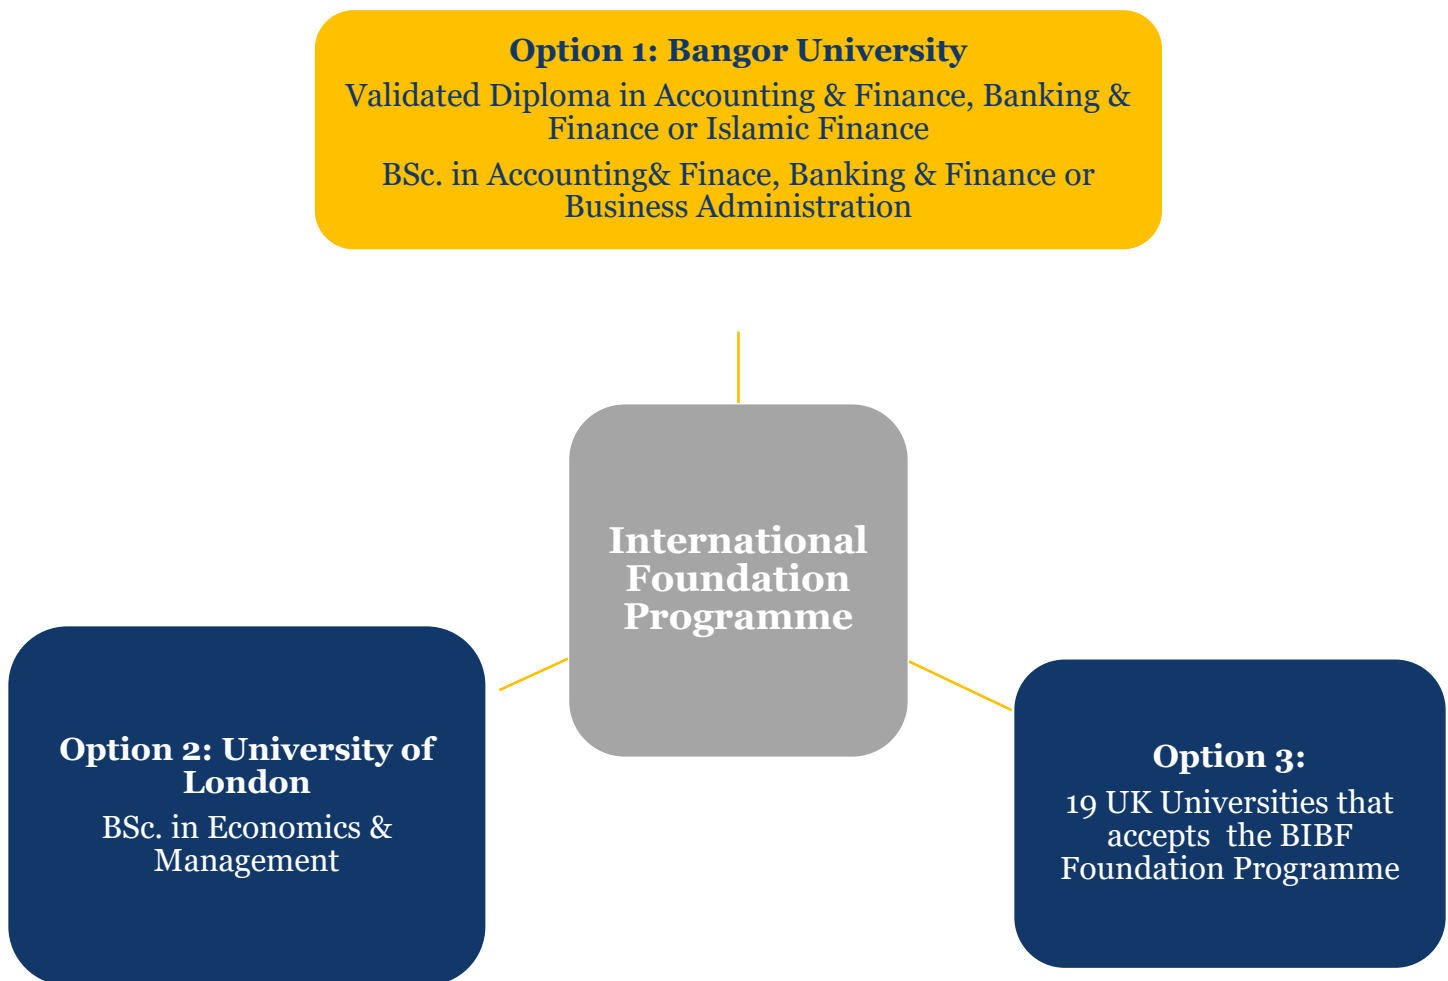 Option 1: Bangor University
Validated Diploma in Accounting & Finance, Banking &
Finance or Islamic Finance
BSc. in Accounting& Finace, Banking & Finance or
Business Administration
International
Foundation
Programme
Option 2: University of
London
BSc. in Economics &
Management
Option 3:
19 UK Universities that
accepts  the BIBF
Foundation Programme